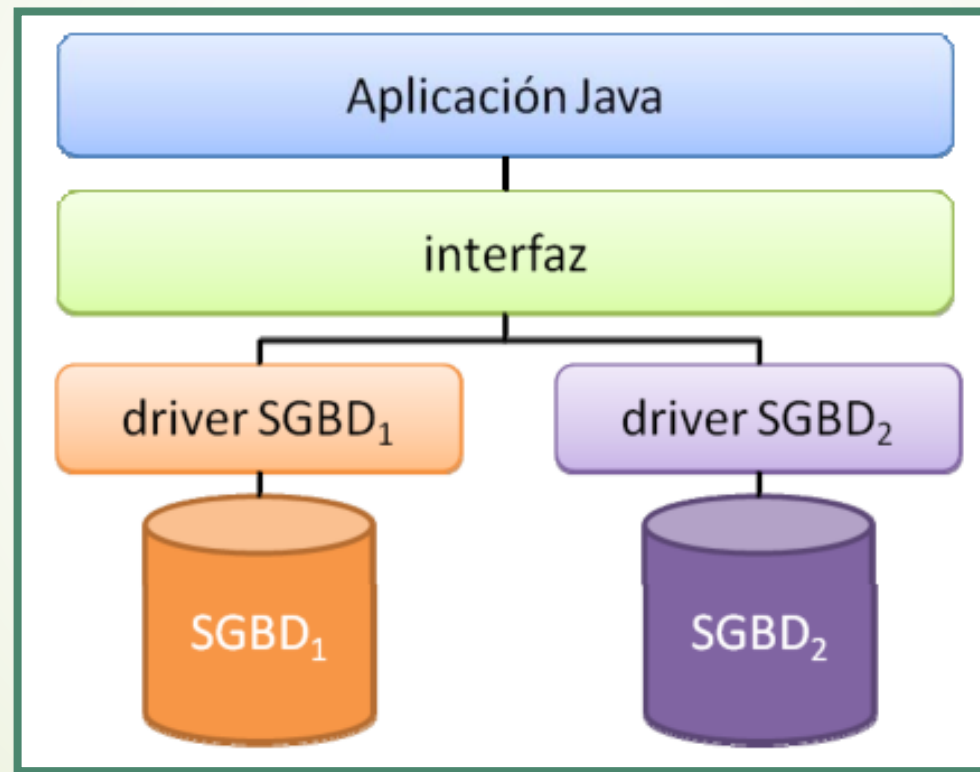 Aplicación Java
interfaz
driver SGBD₁
driver SGBD₂
SGBD₁
SGBD₂